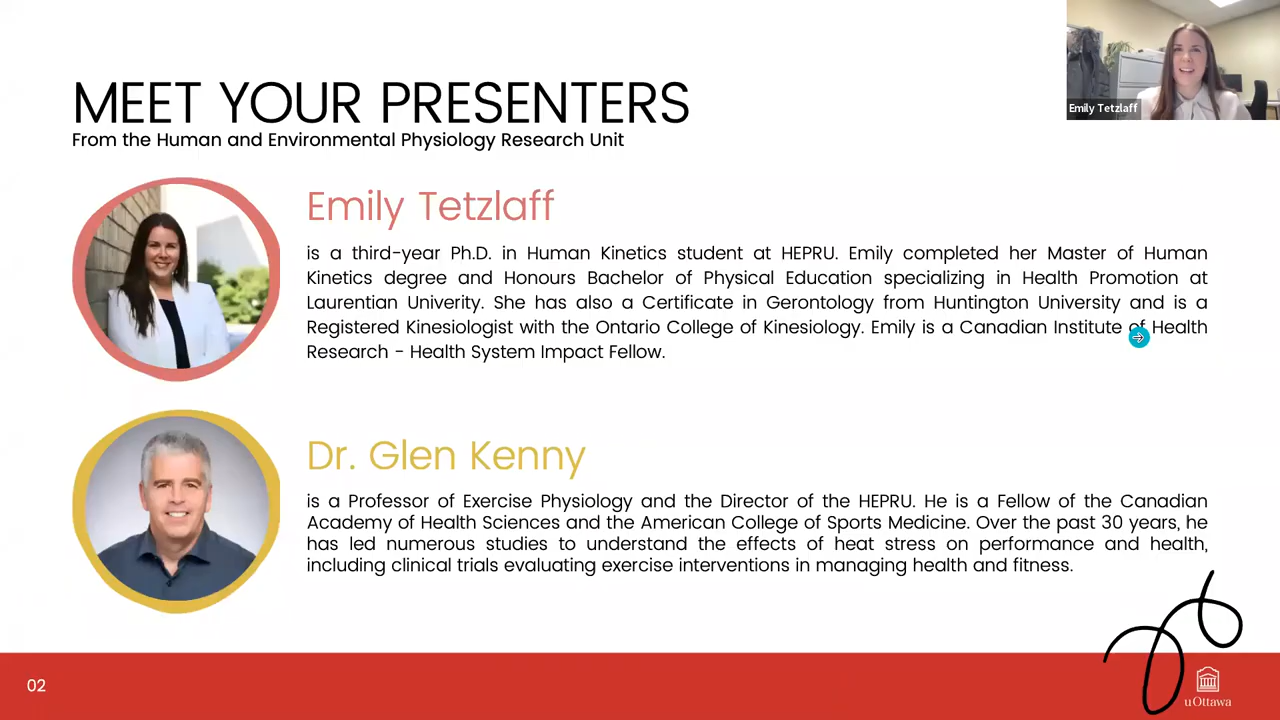 MEET YOUR PRESENTERS
From the Human and Environmental Physiology Research Unit
Emily Tetzlaff
Emily Tetzlaff
is a third-year Ph.D. in Human Kinetics student at HEPRU. Emily completed her Master of Human
Kinetics degree and Honours Bachelor of Physical Education specializing in Health Promotion at
Laurentian Univerity. She has also a Certificate in Gerontology from Huntington University and is a
Registered Kinesiologist with the Ontario College of Kinesiology. Emily is a Canadian Institute of Health
Research - Health System Impact Fellow.
Dr. Glen Kenny
is a Professor of Exercise Physiology and the Director of the HEPRU. He is a Fellow of the Canadian
Academy of Health Sciences and the American College of Sports Medicine. Over the past 30 years, he
has led numerous studies to understand the effects of heat stress on performance and health,
including clinical trials evaluating exercise interventions in managing health and fitness.
02
uOttawa